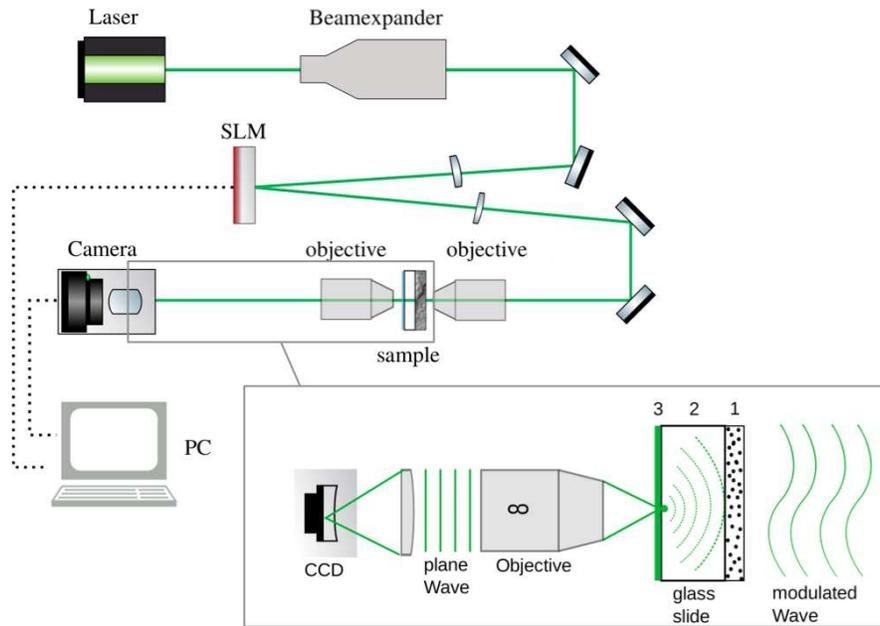 Laser
Beamexpander
SLM
Camera
objective
objective
sample
PC
3 2 1
8
CCD
plane
Wave
Objective
glass
slide
modulated
Wave